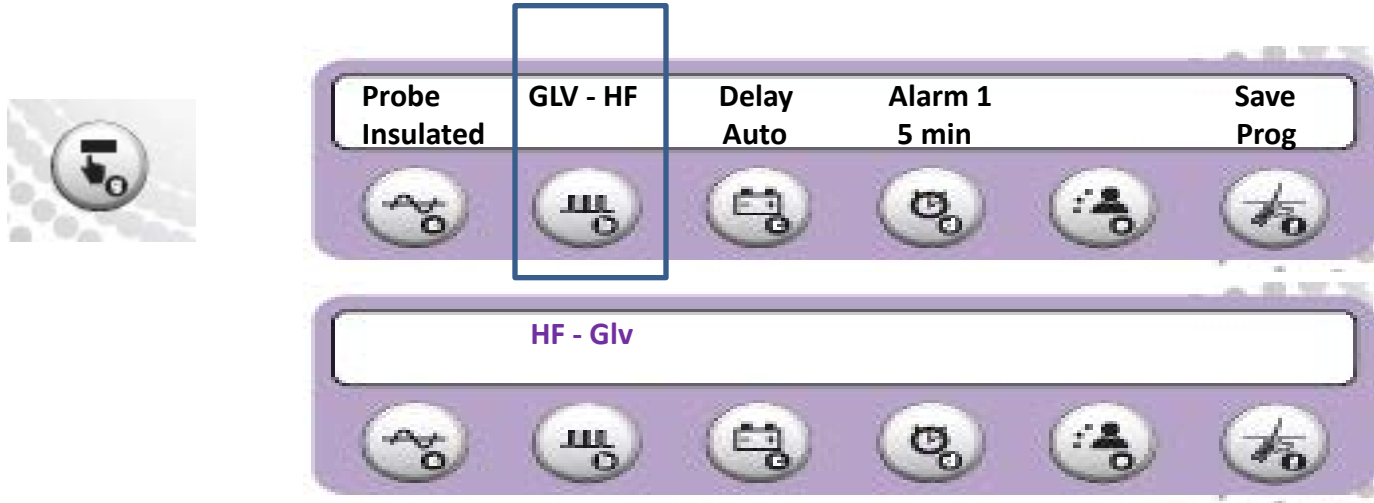 Probe GLV - HF Delay Alarm 1 Save
Insulated Auto 5 min Prog
HF - Glv